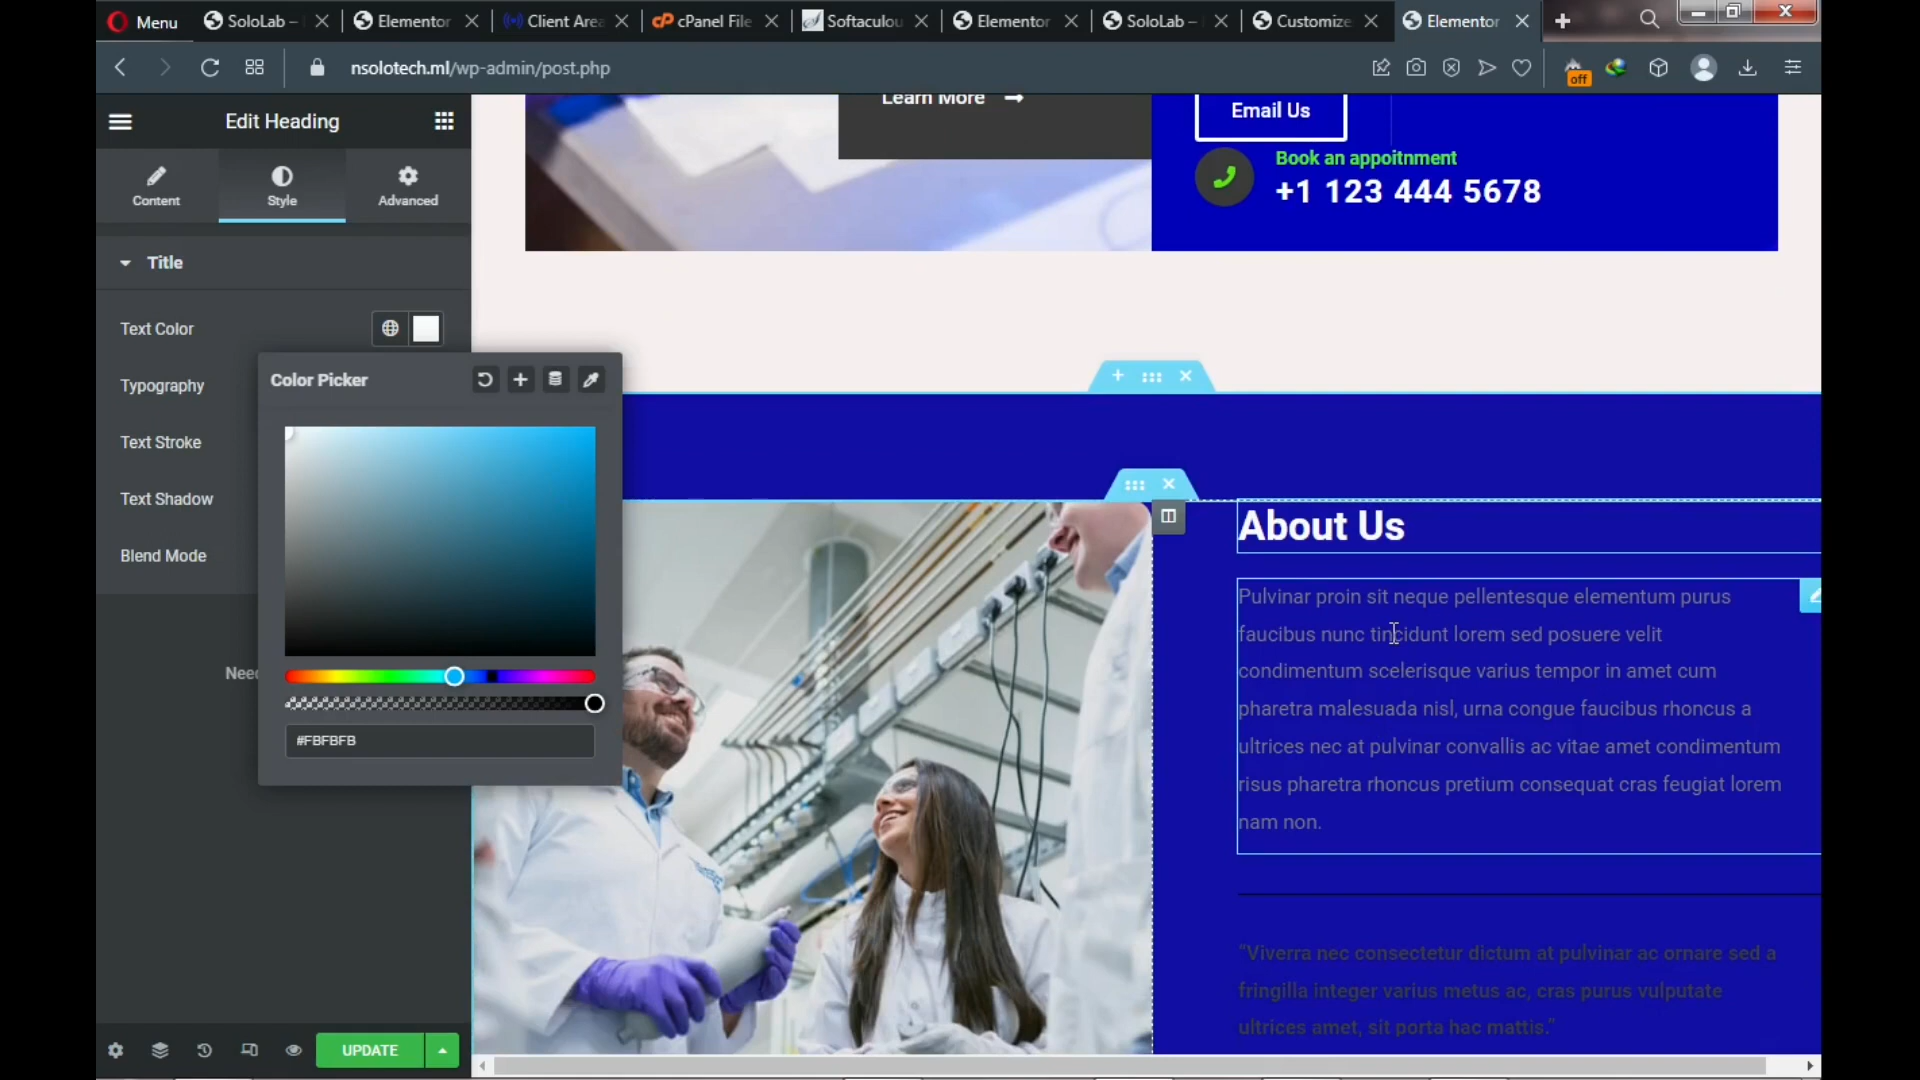 Menu
SoloLab –
Elementor
Client Area
cPanel File
Softaculou
Elementor
SoloLab –
Customize
Elementor
nsolotech.ml/wp-admin/post.php
off
Edit Heading
Content
Style
Advanced
Title
Text Color
Typography
Text Stroke
Text Shadow
Blend Mode
Need
Color Picker
#FBFBFB
UPDATE
Learn More
Email Us
Book an appoitnment
+1 123 444 5678
About Us
Pulvinar proin sit neque pellentesque elementum purus
faucibus nunc tincidunt lorem sed posuere velit
condimentum scelerisque varius tempor in amet cum
pharetra malesuada nisl, urna congue faucibus rhoncus a
ultrices nec at pulvinar convallis ac vitae amet condimentum
risus pharetra rhoncus pretium consequat cras feugiat lorem
nam non.
"Viverra nec consectetur dictum at pulvinar ac ornare sed a
fringilla integer varius metus ac, cras purus vulputate
ultrices amet, sit porta hac mattis."